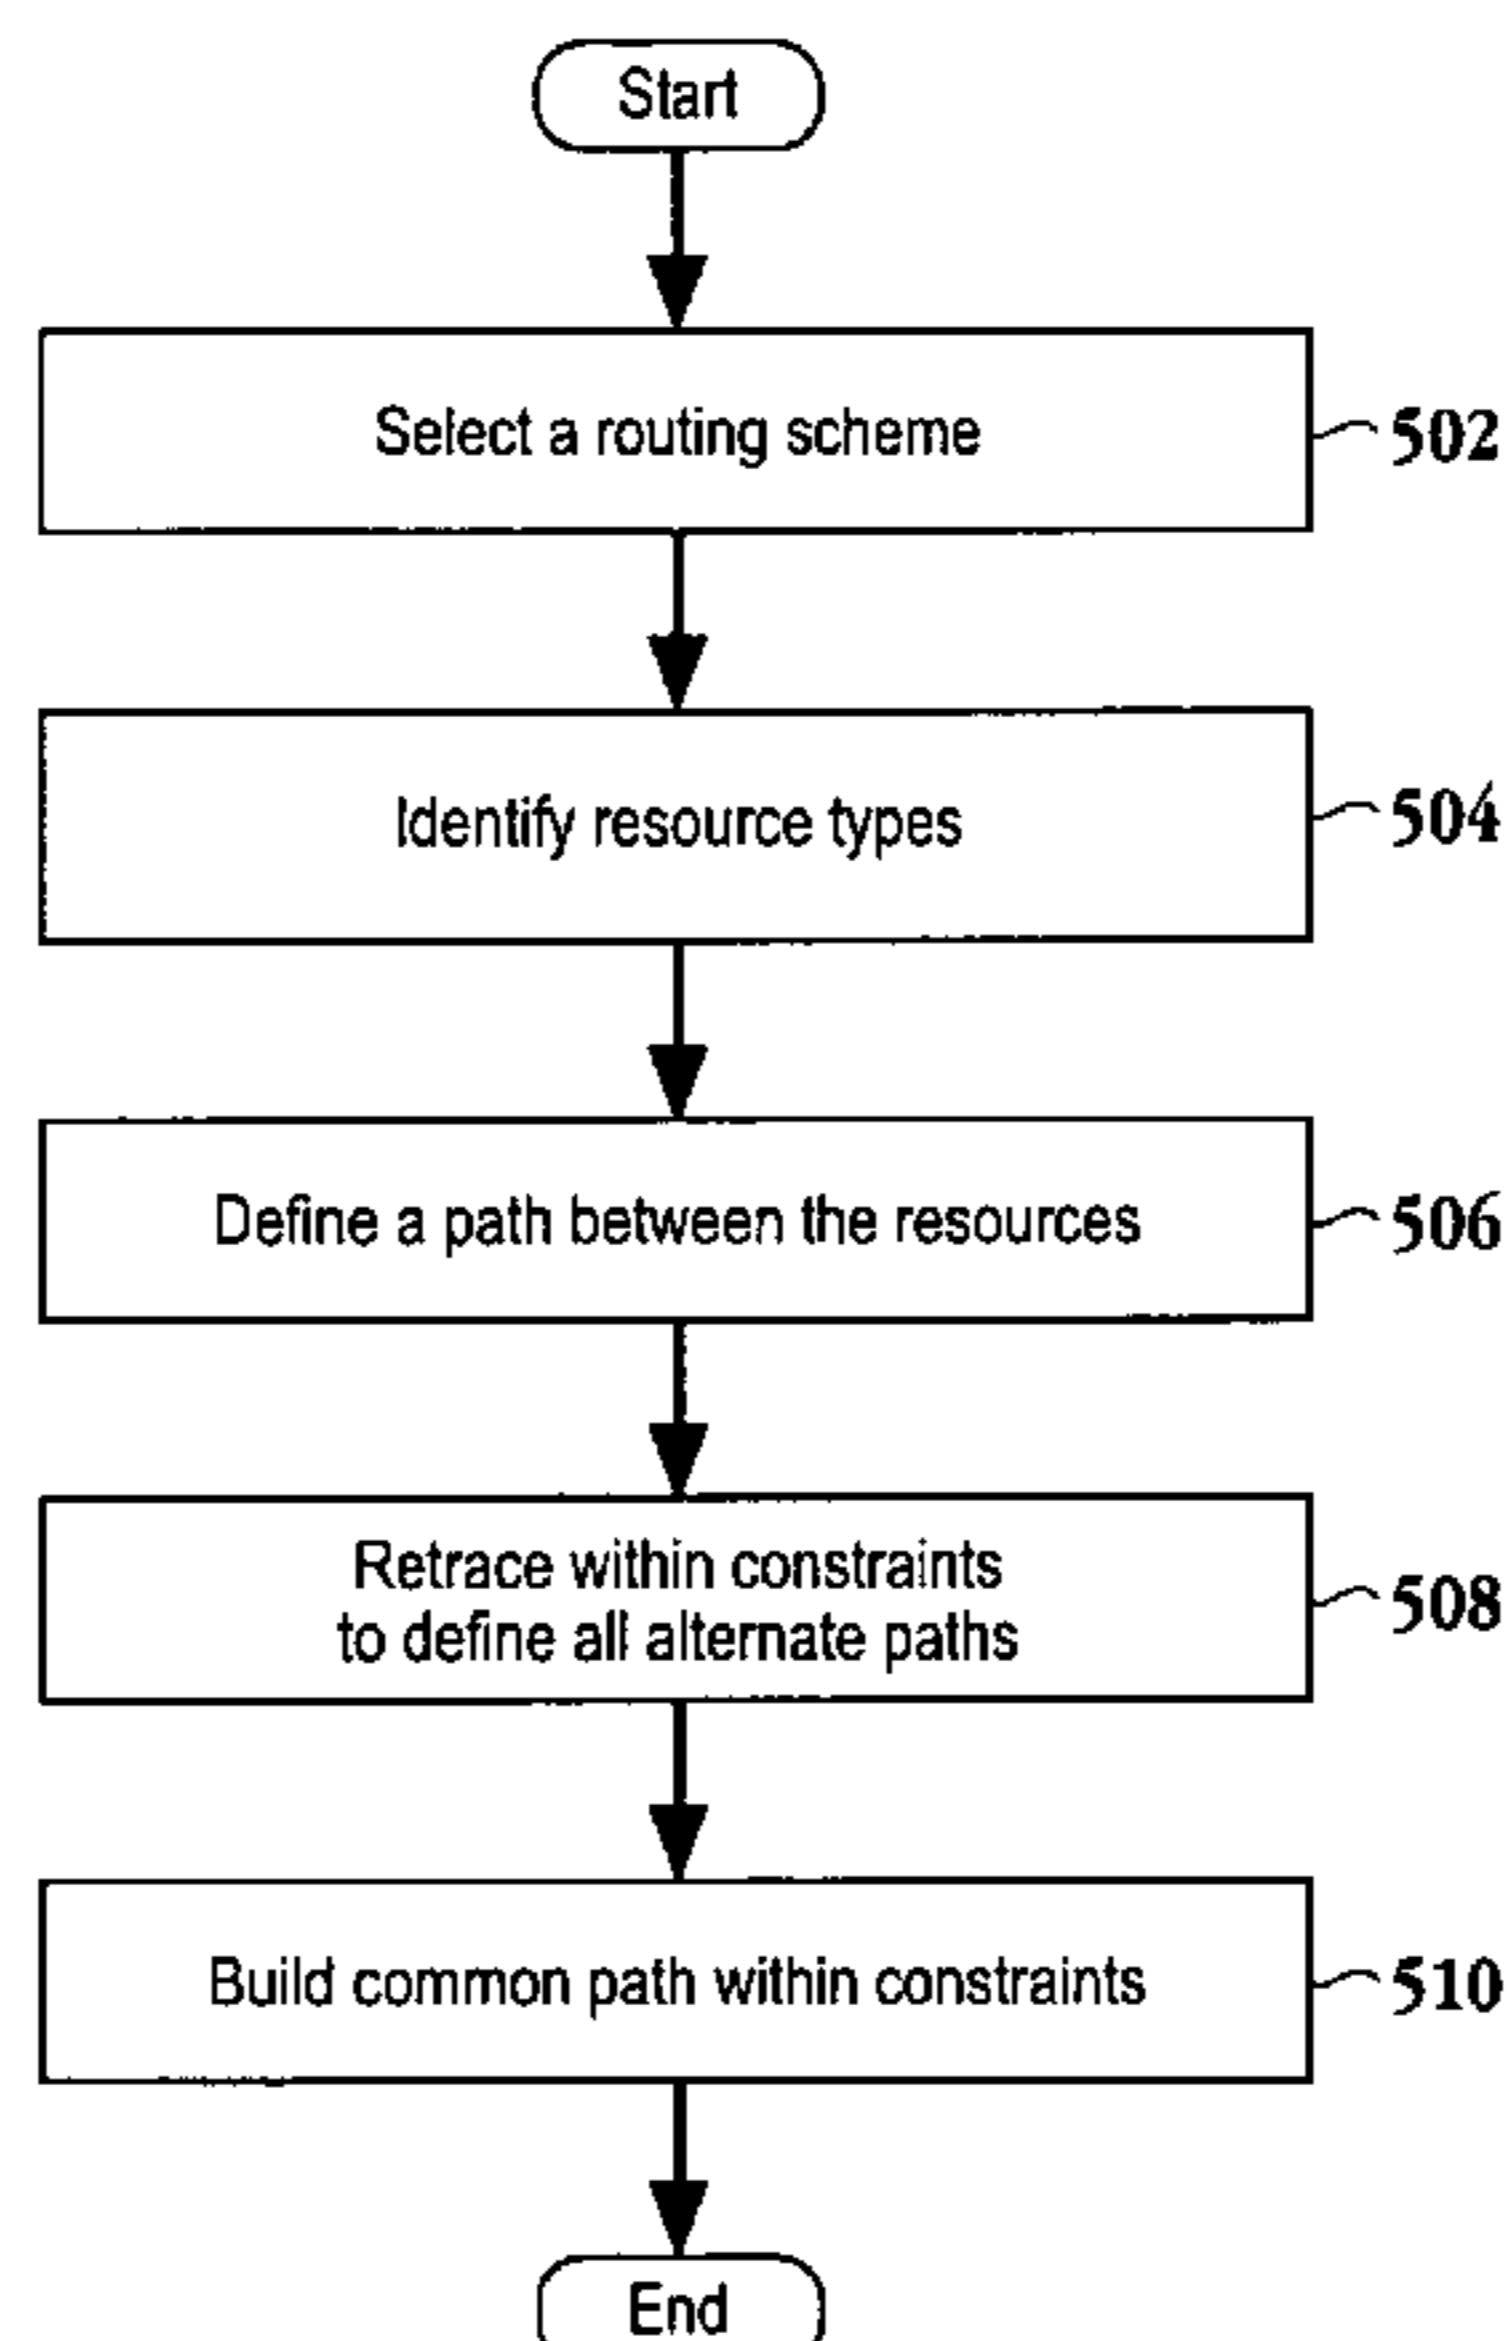 Start
Select a routing scheme
502
Identify resource types
504
Define a path between the resources
506
Retrace within constraints
to define all alternate paths
508
Build common path within constraints
510
End